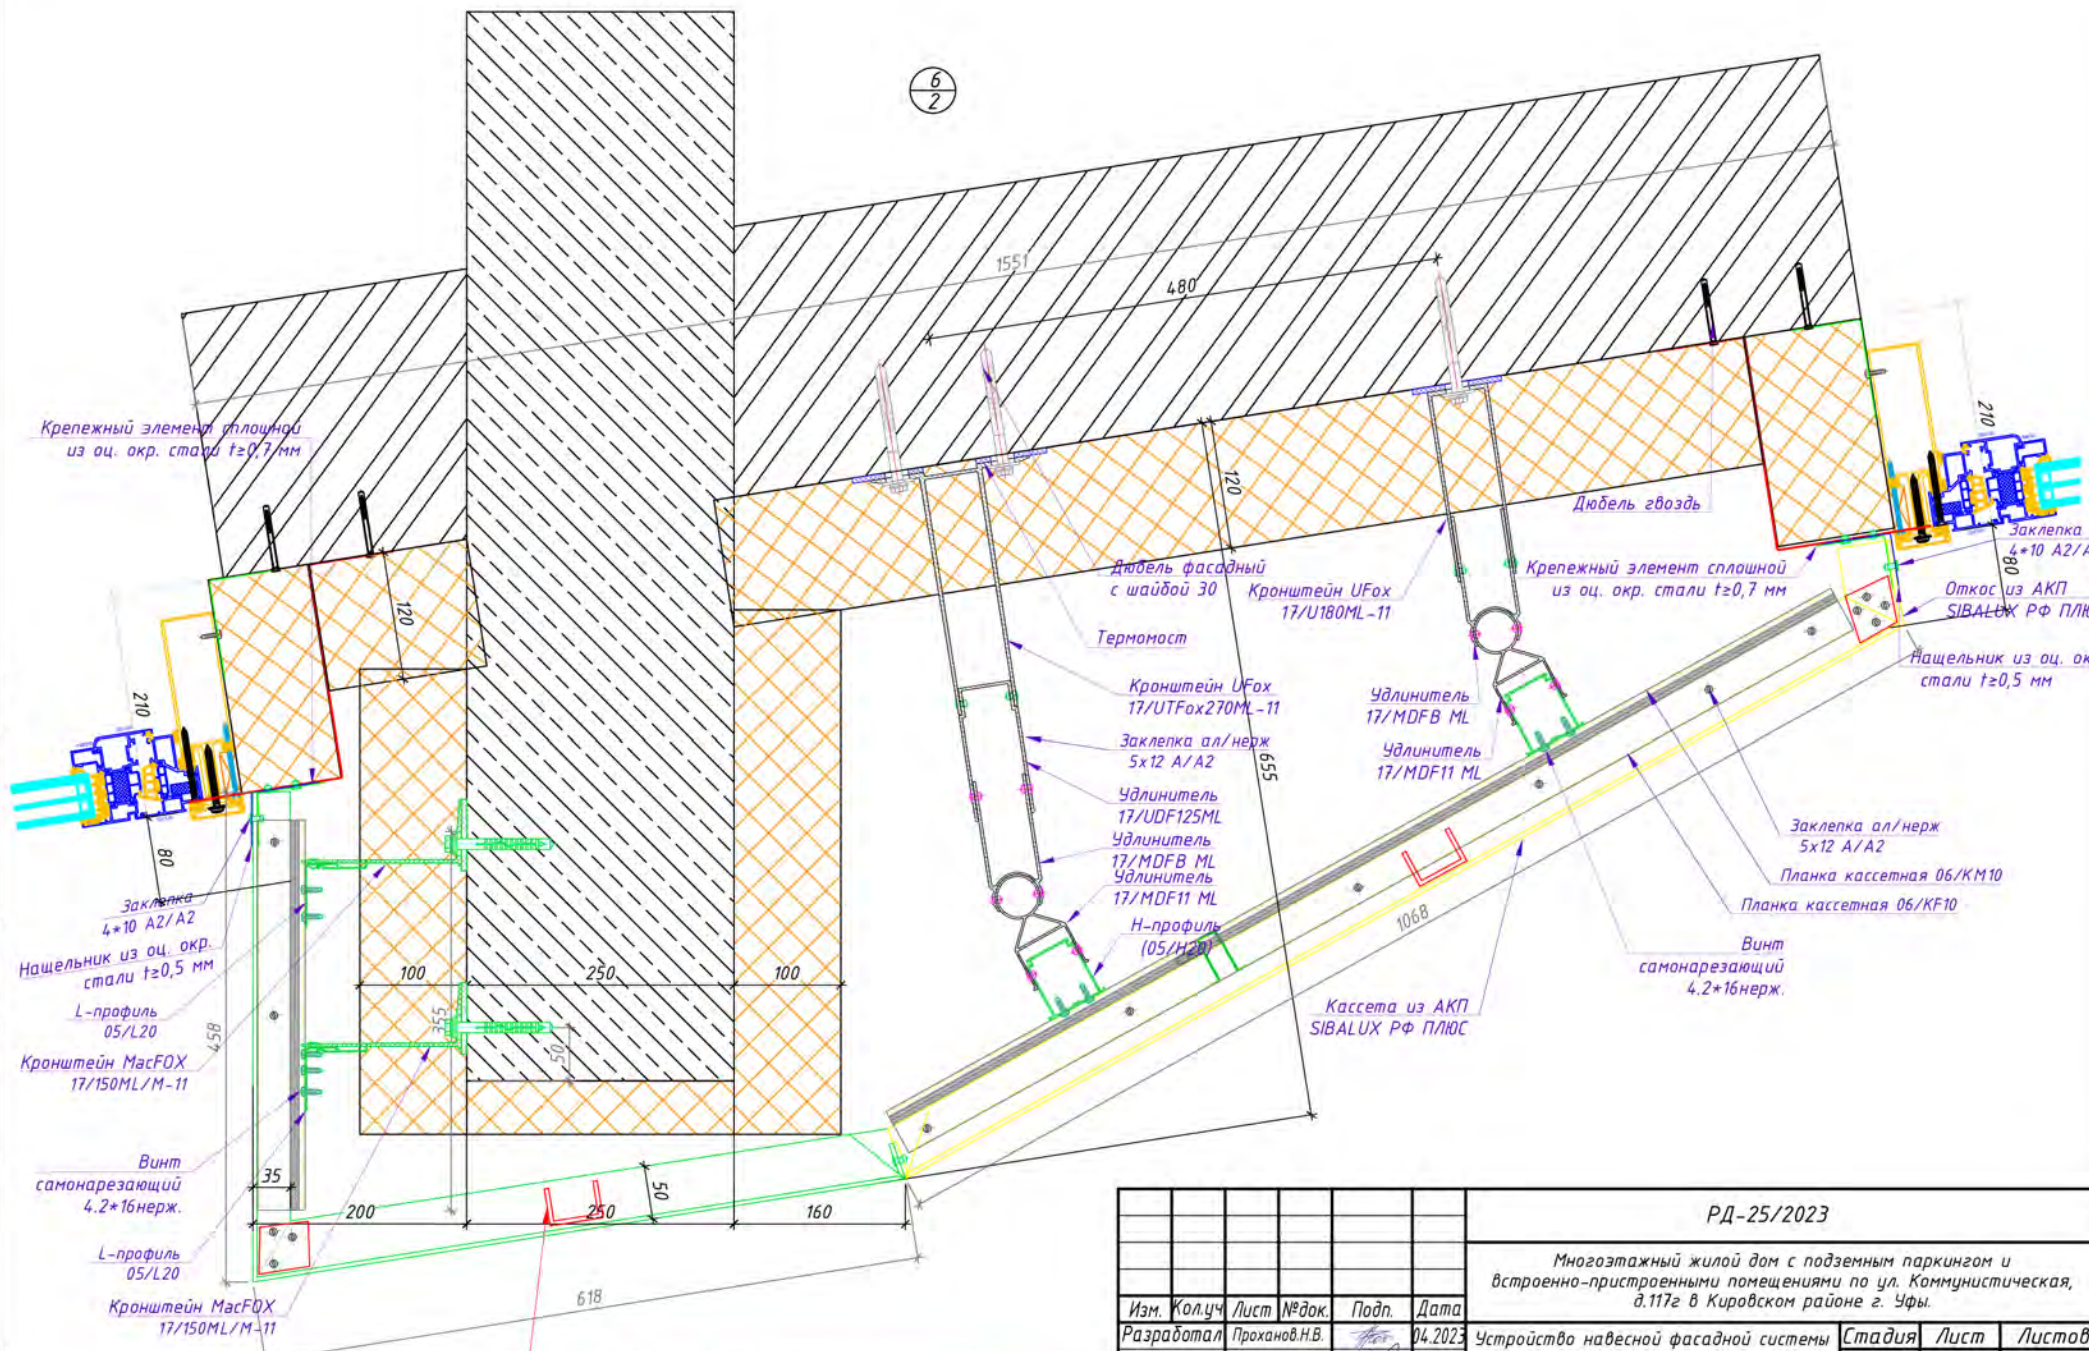 6
2
1551
480
Крепежный элемент сплошной
из оц. окр. стали t≥0,7 мм
210
120
Дюбель гвоздь
Заклепка
80
Дюбель фасадный
с шайбой 30
Кронштейн UFox
17/U180ML-11
Крепежный элемент сплошной
из оц. окр. стали t≥0,7 мм
Откос из АКП
Термомост
120
Нащельник из оц.
стали t≥0,5 мм
Кронштейн UFox
17/UTFox270ML-11
Удлинитель
17/MDFB ML
210
Заклепка ал/нерж
5x12 A/A2
655
Удлинитель
17/MDF11 ML
Удлинитель
17/UDF125ML
Удлинитель
17/MDFB ML
Удлинитель
17/MDF11 ML
Заклепка ал/нерж
5x12 A/A2
80
Планка кассетная 06/KM10
Заклепка
4*10 A2/A2
Н-профиль
(05/H20)
1068
Планка кассетная 06/KF10
Нащельник из оц. окр.
стали t≥0,5 мм
100
250
100
Винт
самонарезающий
4.2*16нерж.
L-профиль
05/L20
458
355
50
Кассета из АКП
SIBALUX РФ ПЛЮС
Кронштейн MacFOX
17/150ML/M-11
Винт
самонарезающий
4.2*16нерж.
35
50
200
250
160
L-профиль
05/L20
Кронштейн MacFOX
17/150ML/M-11
618
РД-25/2023
Многоэтажный жилой дом с подземным паркингом и
встроенно-пристроенными помещениями по ул. Коммунистическая,
д.117г в Кировском районе г. Уфы.
Изм. Кол.уч Лист №док. Подп. Дата
Разработал Проханов.Н.В. 04.2023 Устройство навесной фасадной системы Стадия Лист Листов